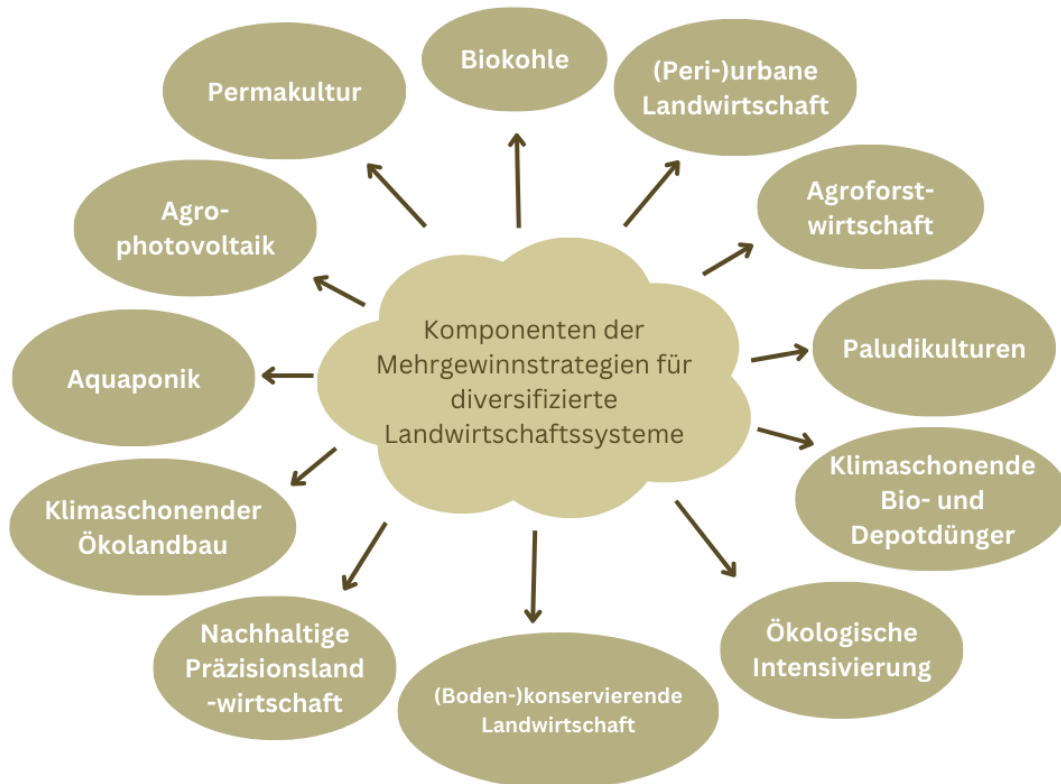 Biokohle
(Peri-)urbane
Landwirtschaft
Permakultur
Agroforst-
wirtschaft
Agro-
photovoltaik
Komponenten der
Mehrgewinnstrategien für
diversifizierte
Landwirtschaftssysteme
Paludikulturen
Aquaponik
Klimaschonende
Bio- und
Depotdünger
Klimaschonender
Ökolandbau
Ökologische
Intensivierung
Nachhaltige
Präzisionsland
-wirtschaft
(Boden-)konservierende
Landwirtschaft